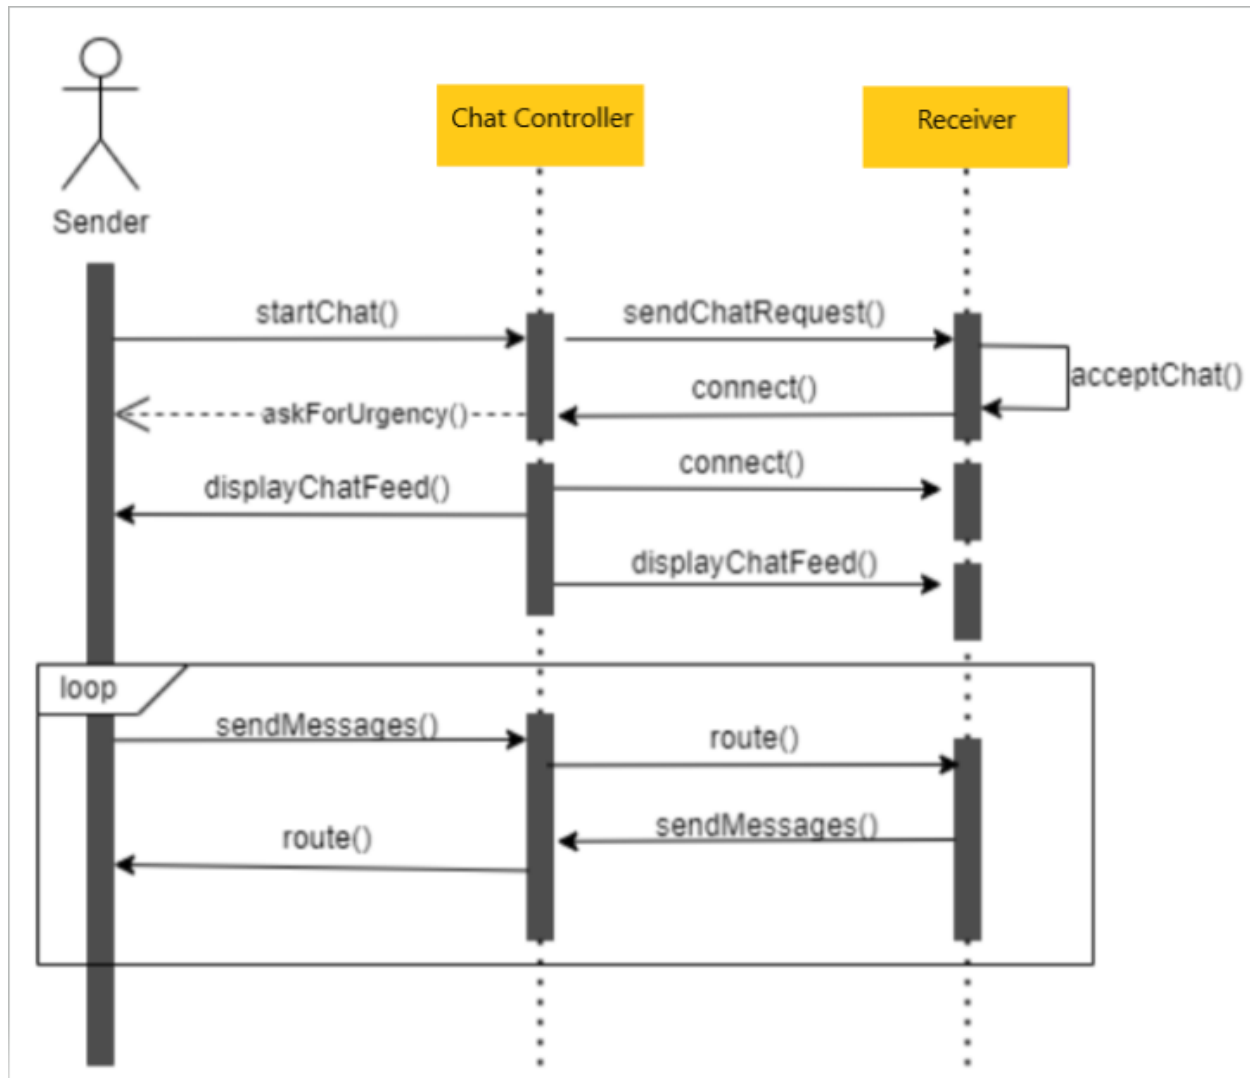 Chat Controller
Receiver
Sender
startChat()
sendChatRequest()
acceptChat()
connect()
askForUrgency()
connect()
displayChatFeed()
displayChatFeed()
loop
sendMessages()
route()
sendMessages()
route()